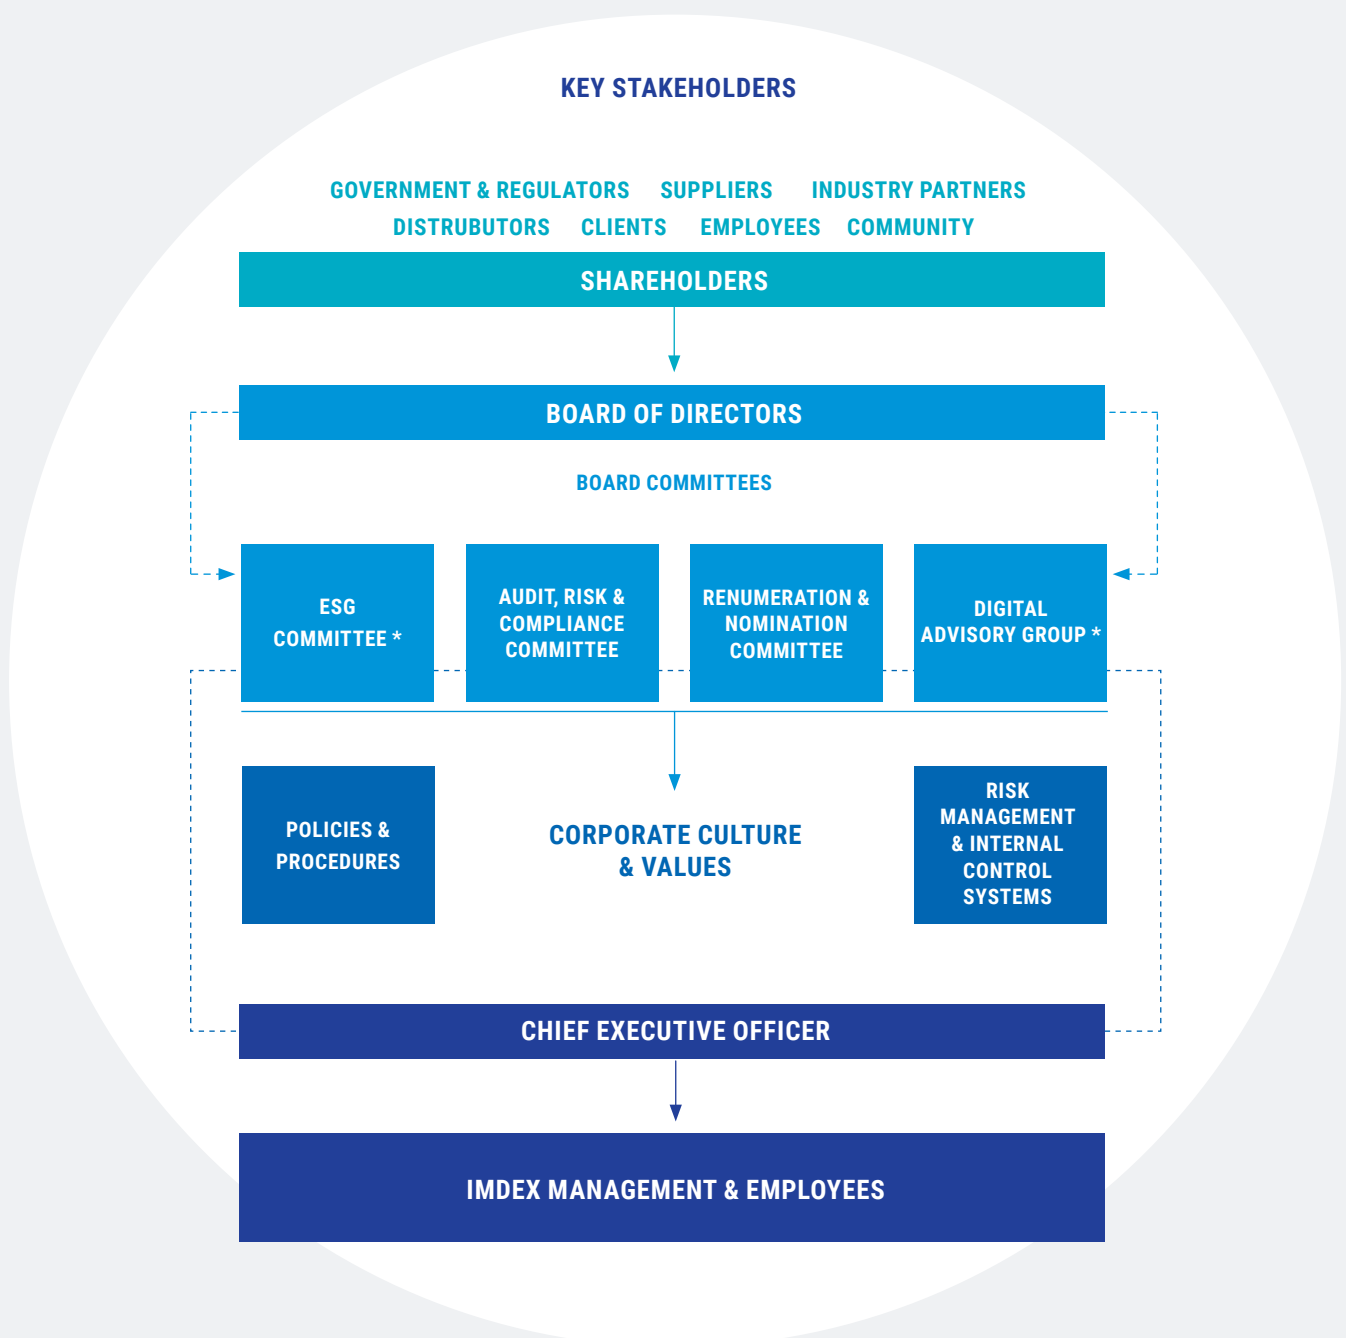 KEY STAKEHOLDERS
GOVERNMENT & REGULATORS SUPPLIERS INDUSTRY PARTNERS
DISTRUBUTORS CLIENTS EMPLOYEES COMMUNITY
SHAREHOLDERS
BOARD OF DIRECTORS
BOARD COMMITTEES
ESG
COMMITTEE *
AUDIT, RISK &
COMPLIANCE
COMMITTEE
RENUMERATION &
NOMINATION
COMMITTEE
DIGITAL
ADVISORY GROUP *
POLICIES &
PROCEDURES
CORPORATE CULTURE
& VALUES
RISK
MANAGEMENT
& INTERNAL
CONTROL
SYSTEMS
CHIEF EXECUTIVE OFFICER
IMDEX MANAGEMENT & EMPLOYEES